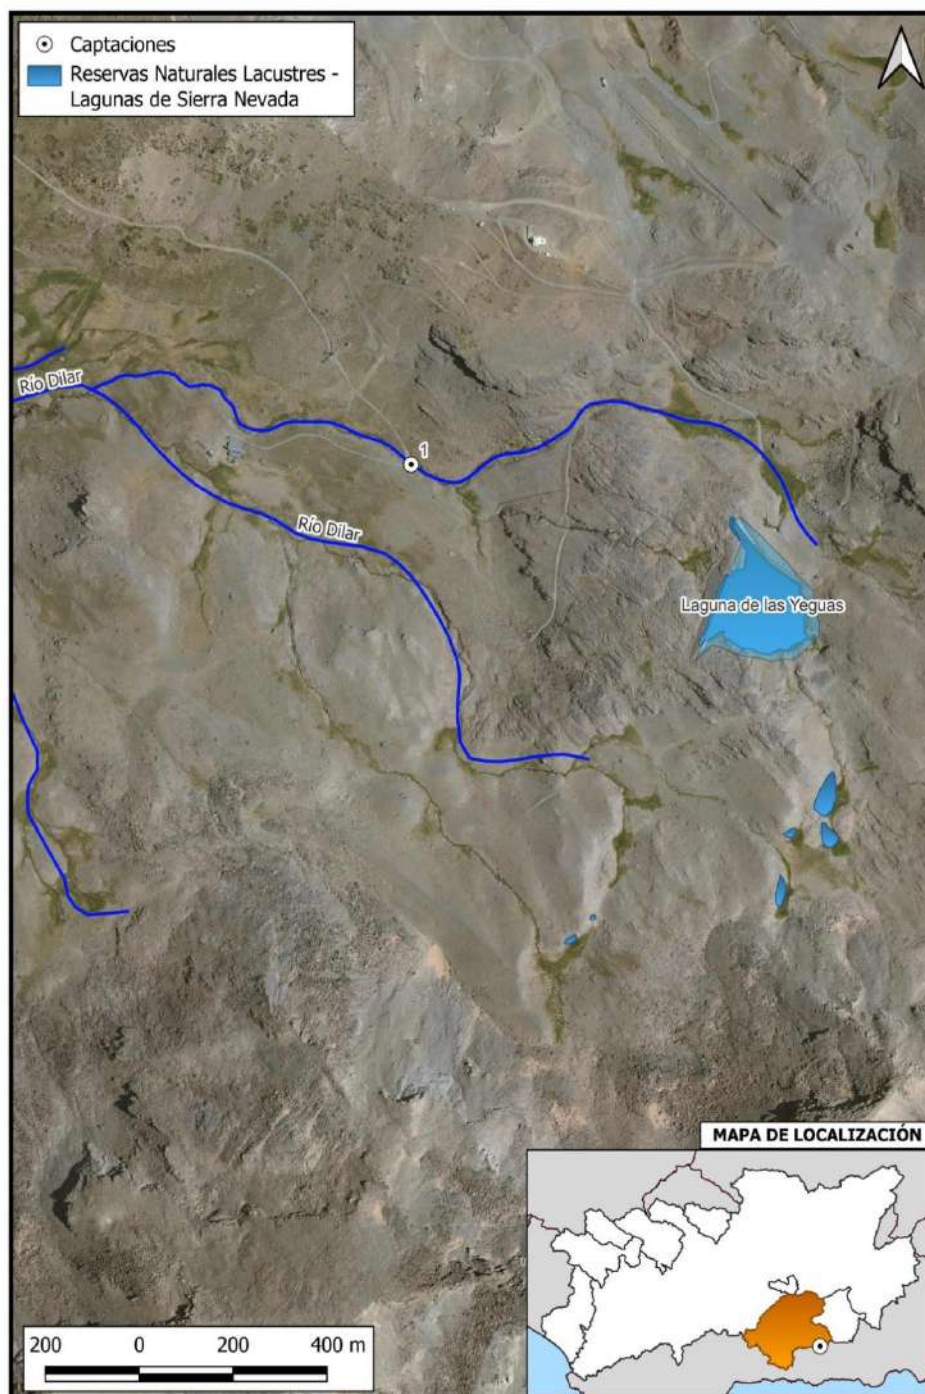 Captaciones
Reservas Naturales Lacustres -
Lagunas de Sierra Nevada
Río Dilar
1
Río Dilar
Laguna de las Yeguas
MAPA DE LOCALIZACIÓN
200 0 200 400 m